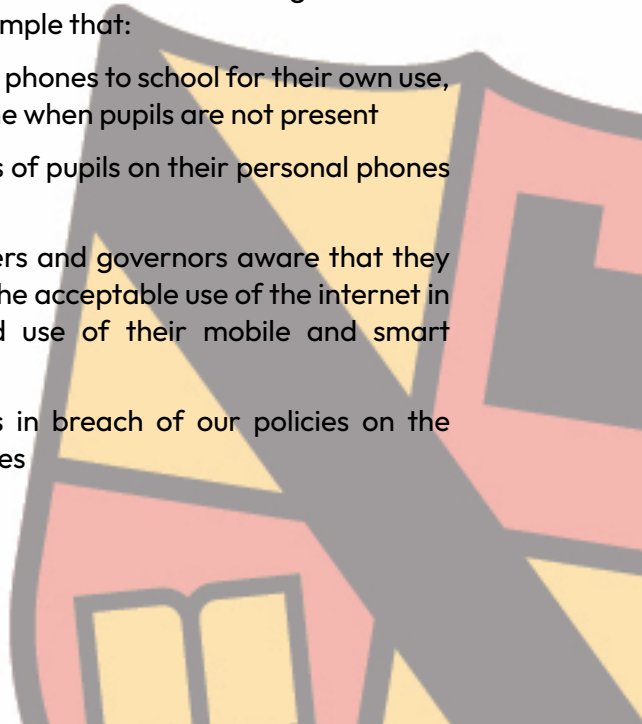 mple that:
phones to school for their own use,
e when pupils are not present
s of pupils on their personal phones
ers and governors aware that they
he acceptable use of the internet in
d use of their mobile and smart
s in breach of our policies on the
es